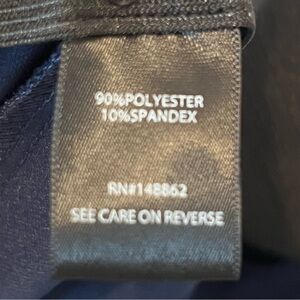 90%POLYESTER
10%SPANDEX
RN#148862
SEE CARE ON REVERSE